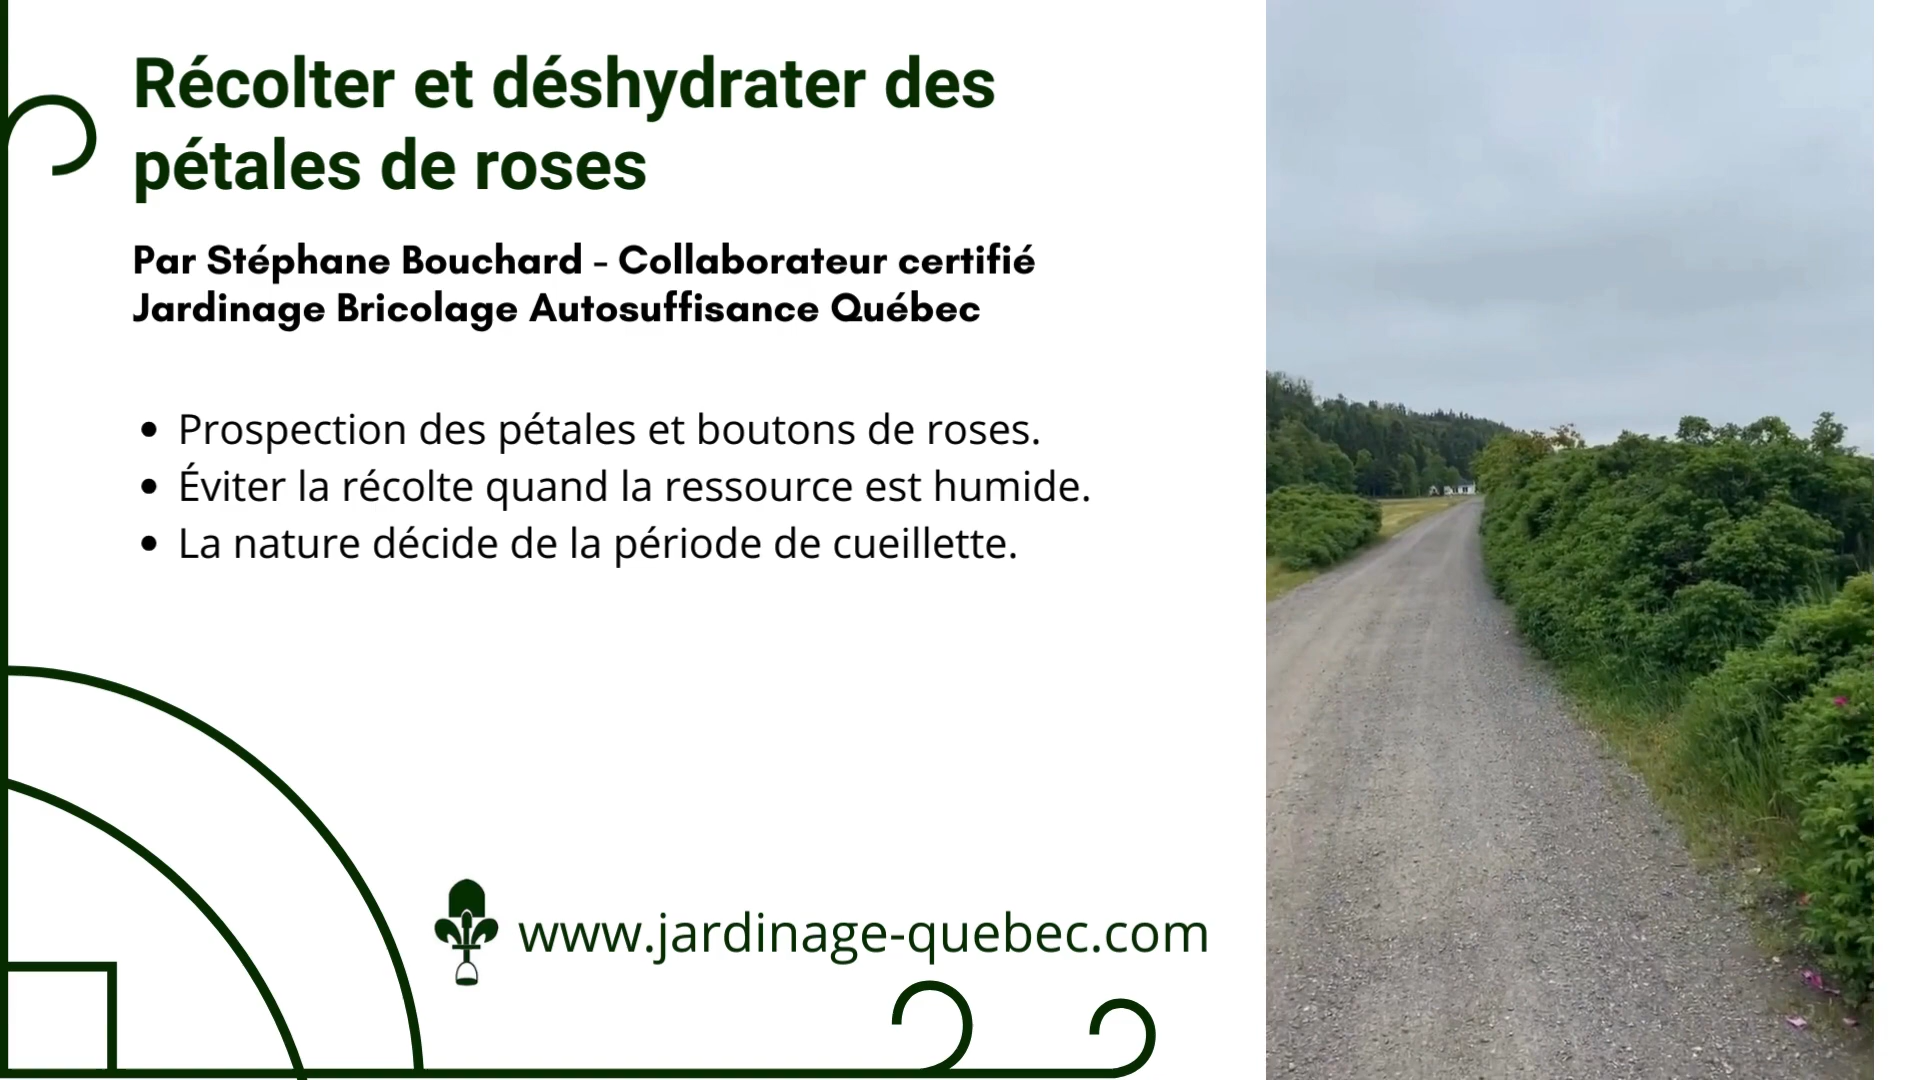 Récolter et déshydrater des
pétales de roses
Par Stéphane Bouchard - Collaborateur certifié
Jardinage Bricolage Autosuffisance Québec
• Prospection des pétales et boutons de roses.
• Éviter la récolte quand la ressource est humide.
• La nature décide de la période de cueillette.
www.jardinage-quebec.com